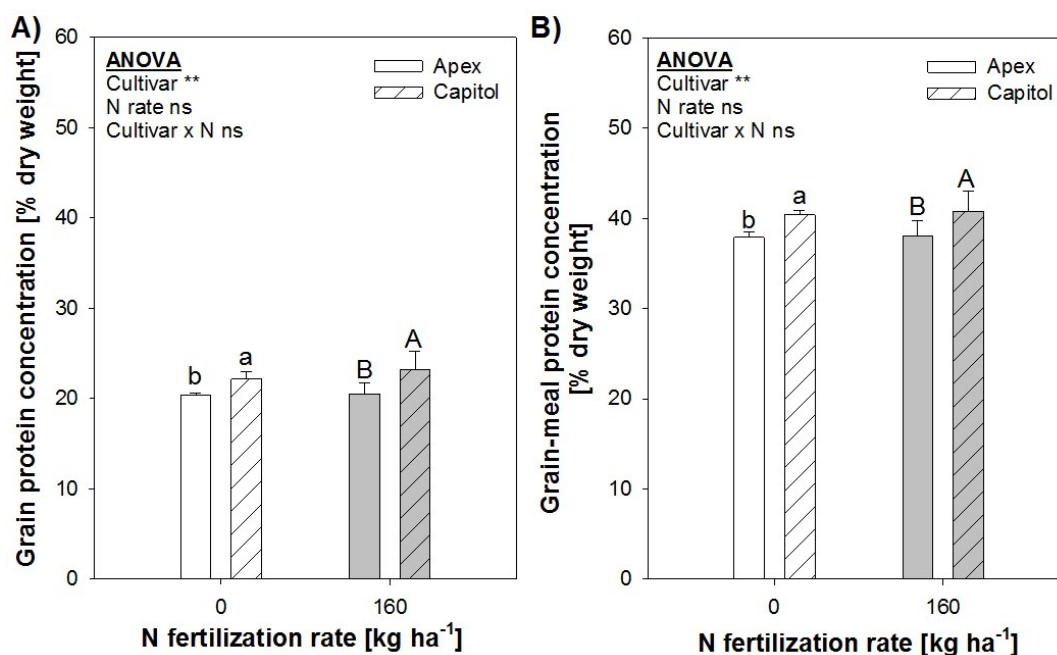 A)
Grain protein concentration [% dry weight]
60
50
40
30
20
10
0
ANOVA
Cultivar **
N rate ns
Cultivar x N ns
Apex
Capitol
b
a
B
A
0
160
N fertilization rate [kg ha⁻¹]
B)
Grain-meal protein concentration
[% dry weight]
60
50
40
30
20
10
0
ANOVA
Cultivar **
N rate ns
Cultivar x N ns
Apex
Capitol
b
a
B
A
0
160
N fertilization rate [kg ha⁻¹]